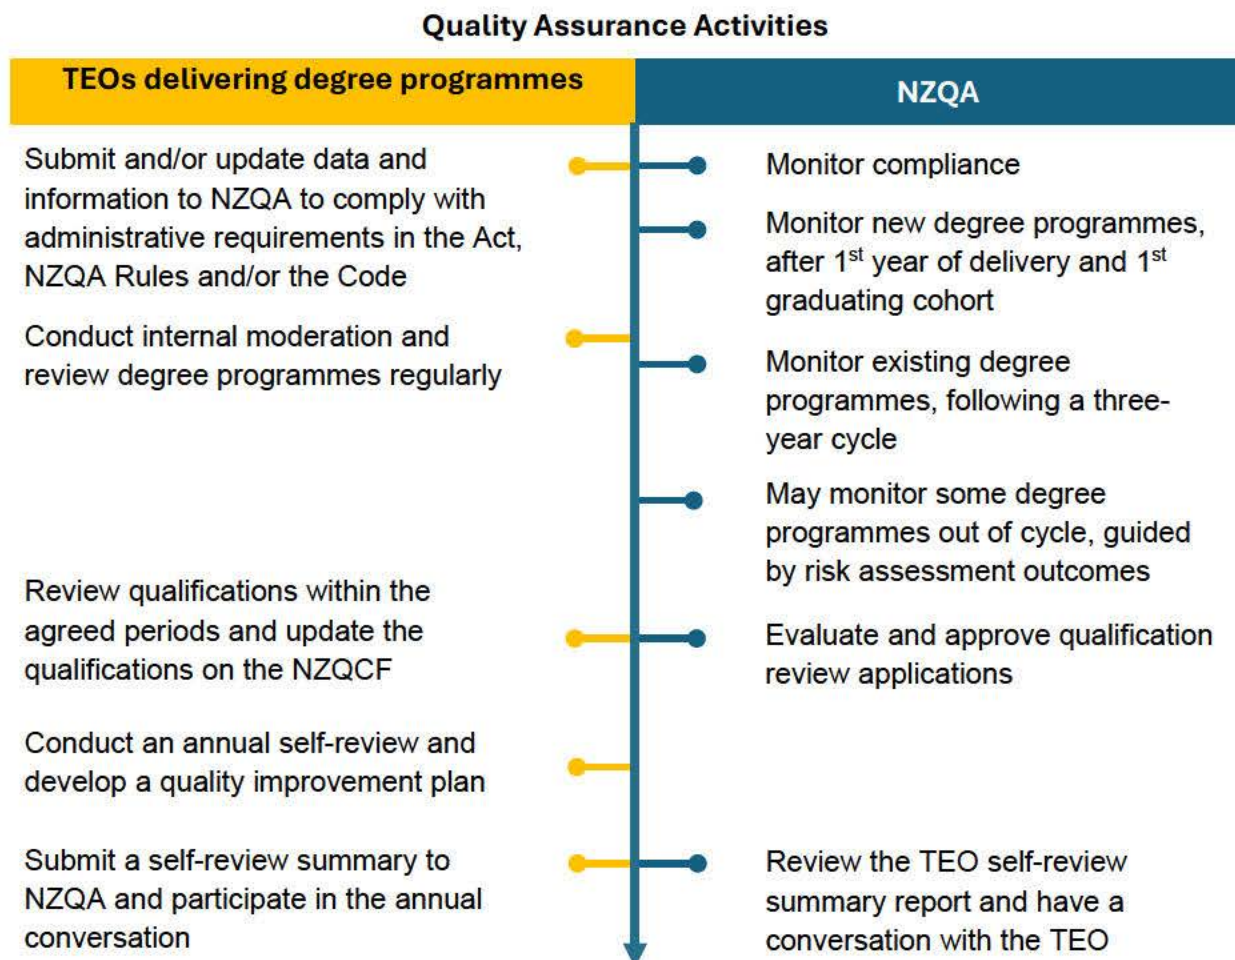 Quality Assurance Activities
TEOs delivering degree programmes
NZQA
Submit and/or update data and
information to NZQA to comply with
administrative requirements in the Act,
NZQA Rules and/or the Code
Monitor compliance
Monitor new degree programmes,
after 1st year of delivery and 1st
graduating cohort
Conduct internal moderation and
review degree programmes regularly
Monitor existing degree
programmes, following a three-
year cycle
May monitor some degree
programmes out of cycle, guided
by risk assessment outcomes
Review qualifications within the
agreed periods and update the
qualifications on the NZQCF
Evaluate and approve qualification
review applications
Conduct an annual self-review and
develop a quality improvement plan
Submit a self-review summary to
NZQA and participate in the annual
conversation
Review the TEO self-review
summary report and have a
conversation with the TEO